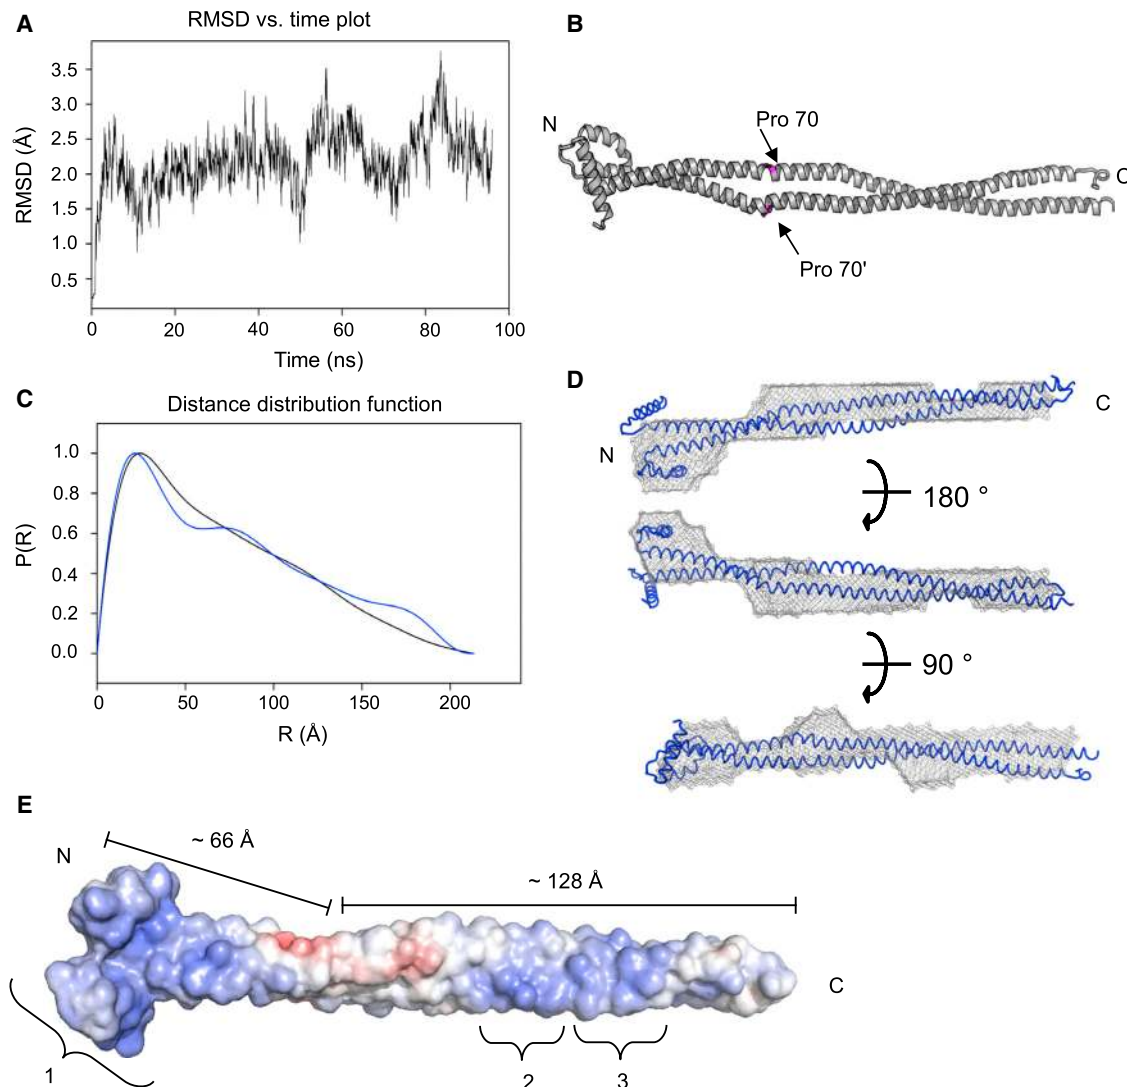 A
RMSD vs. time plot
3.5
3.0
2.5
2.0
1.5
1.0
0.5
RMSD (Å)
0 20 40 60 80 100
Time (ns)
B
N
Pro 70
C
Pro 70'
C
Distance distribution function
1.0
0.8
0.6
0.4
0.2
0.0
P(R)
0 50 100 150 200
R (Å)
D
C
N
180 °
90 °
E
N
~ 66 Å
~ 128 Å
C
1
2
3